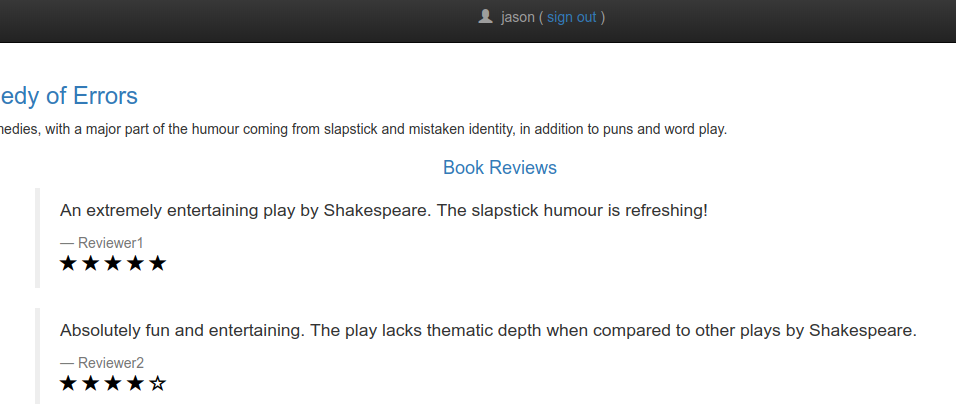 jason ( sign out )
edy of Errors
medies, with a major part of the humour coming from slapstick and mistaken identity, in addition to puns and word play.
Book Reviews
An extremely entertaining play by Shakespeare. The slapstick humour is refreshing!
— Reviewer1
★★★★★
Absolutely fun and entertaining. The play lacks thematic depth when compared to other plays by Shakespeare.
— Reviewer2
★★★★☆